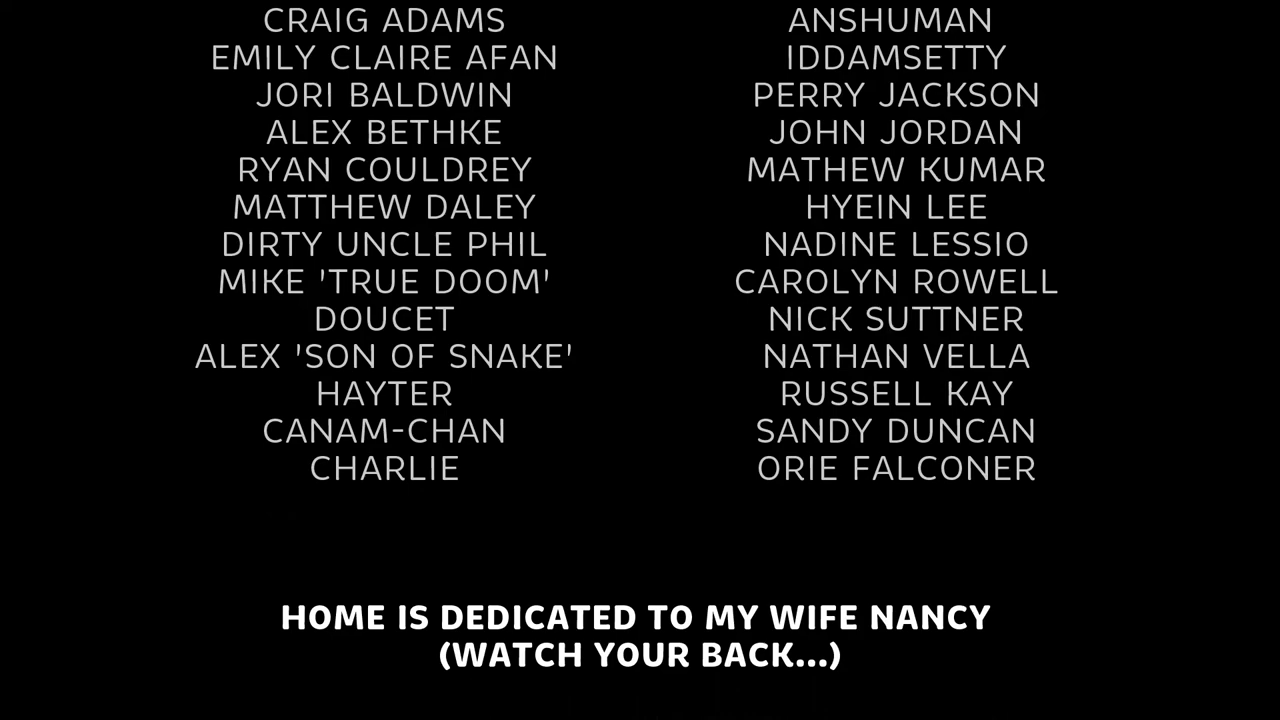 CRAIG ADAMS
EMILY CLAIRE AFAN
JORI BALDWIN
ALEX BETHKE
RYAN COULDREY
MATTHEW DALEY
DIRTY UNCLE PHIL
MIKE 'TRUE DOOM'
DOUCET
ALEX 'SON OF SNAKE'
HAYTER
CANAM-CHAN
CHARLIE
ANSHUMAN
IDDAMSETTY
PERRY JACKSON
JOHN JORDAN
MATHEW KUMAR
HYEIN LEE
NADINE LESSIO
CAROLYN ROWELL
NICK SUTTNER
NATHAN VELLA
RUSSELL KAY
SANDY DUNCAN
ORIE FALCONER
HOME IS DEDICATED TO MY WIFE NANCY
(WATCH YOUR BACK...)